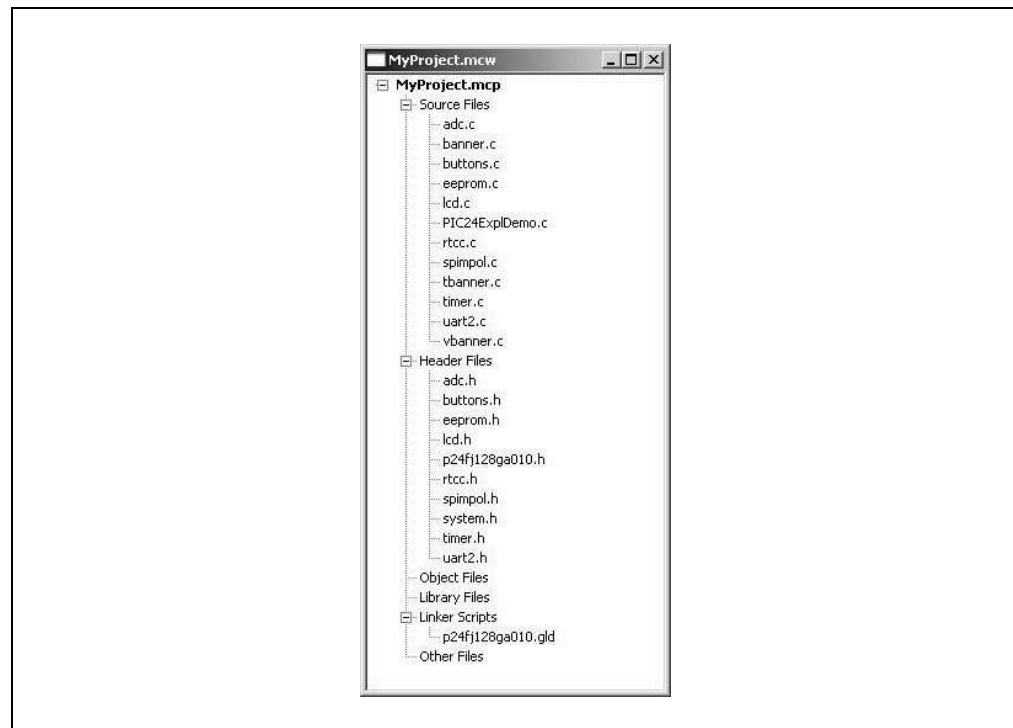 MyProject.mcw
MyProject.mcp
Source Files
adc.c
banner.c
buttons.c
eeprom.c
lcd.c
PIC24ExplDemo.c
rtcc.c
spimpol.c
tbanner.c
timer.c
uart2.c
vbanner.c
Header Files
adc.h
buttons.h
eeprom.h
lcd.h
p24fj128ga010.h
rtcc.h
spimpol.h
system.h
timer.h
uart2.h
Object Files
Library Files
Linker Scripts
p24fj128ga010.gld
Other Files